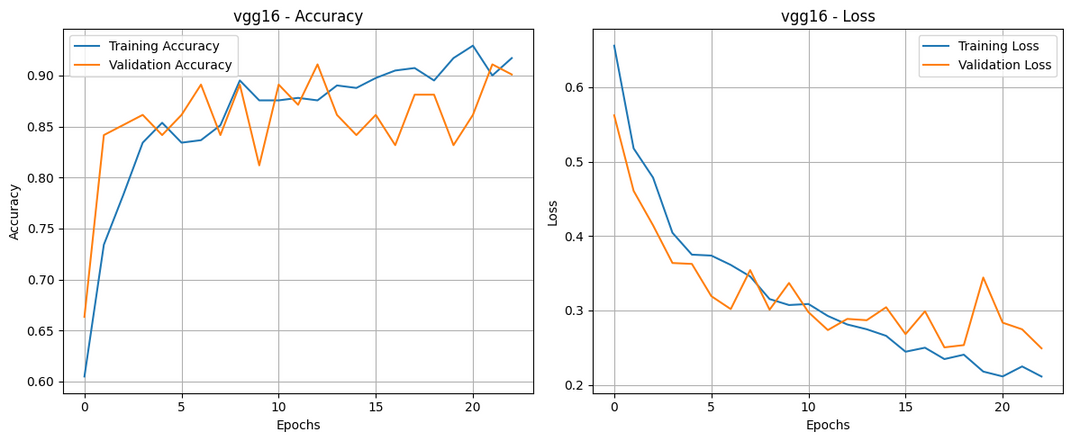 vgg16 - Accuracy
Training Accuracy
Validation Accuracy
0.90
0.85
0.80
0.75
0.70
0.65
0.60
Accuracy
0 5 10 15 20
Epochs
vgg16 - Loss
Training Loss
Validation Loss
0.6
0.5
0.4
0.3
0.2
Loss
0 5 10 15 20
Epochs